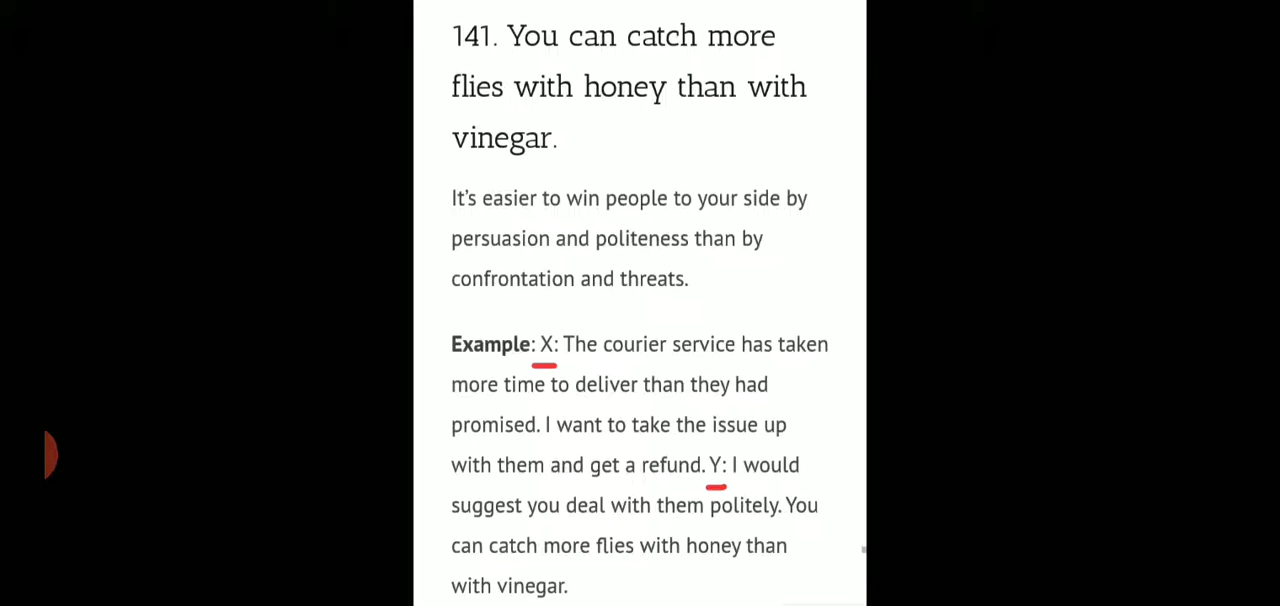 141. You can catch more
flies with honey than with
vinegar.
It's easier to win people to your side by
persuasion and politeness than by
confrontation and threats.
Example: X: The courier service has taken
more time to deliver than they had
promised. I want to take the issue up
with them and get a refund. Y: I would
suggest you deal with them politely. You
can catch more flies with honey than
with vinegar.